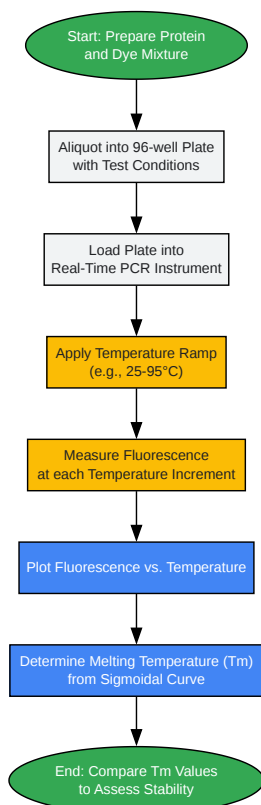 Start: Prepare Protein
and Dye Mixture
Aliquot into 96-well Plate
with Test Conditions
Load Plate into
Real-Time PCR Instrument
Apply Temperature Ramp
(e.g., 25-95°C)
Measure Fluorescence
at each Temperature Increment
Plot Fluorescence vs. Temperature
Determine Melting Temperature (Tm)
from Sigmoidal Curve
End: Compare Tm Values
to Assess Stability